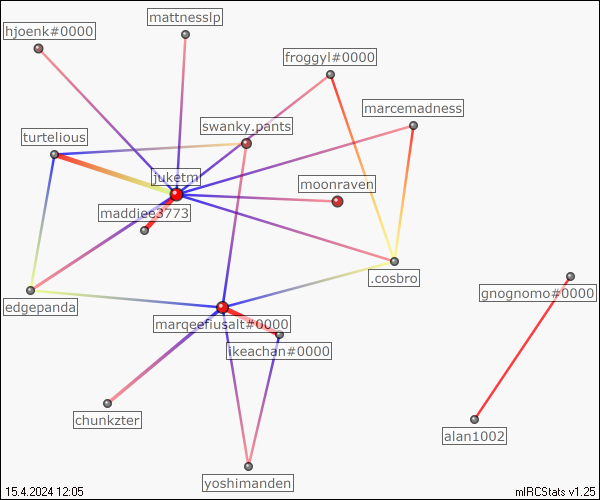 mattnesslp
hjoenk#0000
froggyl#0000
marcemadness
swanky.pants
turtelious
juketm
moonraven
maddiee3773
.cosbro
gnognomo#0000
edgepanda
marqeefiusalt#0000
ikeachan#0000
chunkzter
alan1002
yoshimanden
15.4.2024 12:05
mIRCStats v1.25